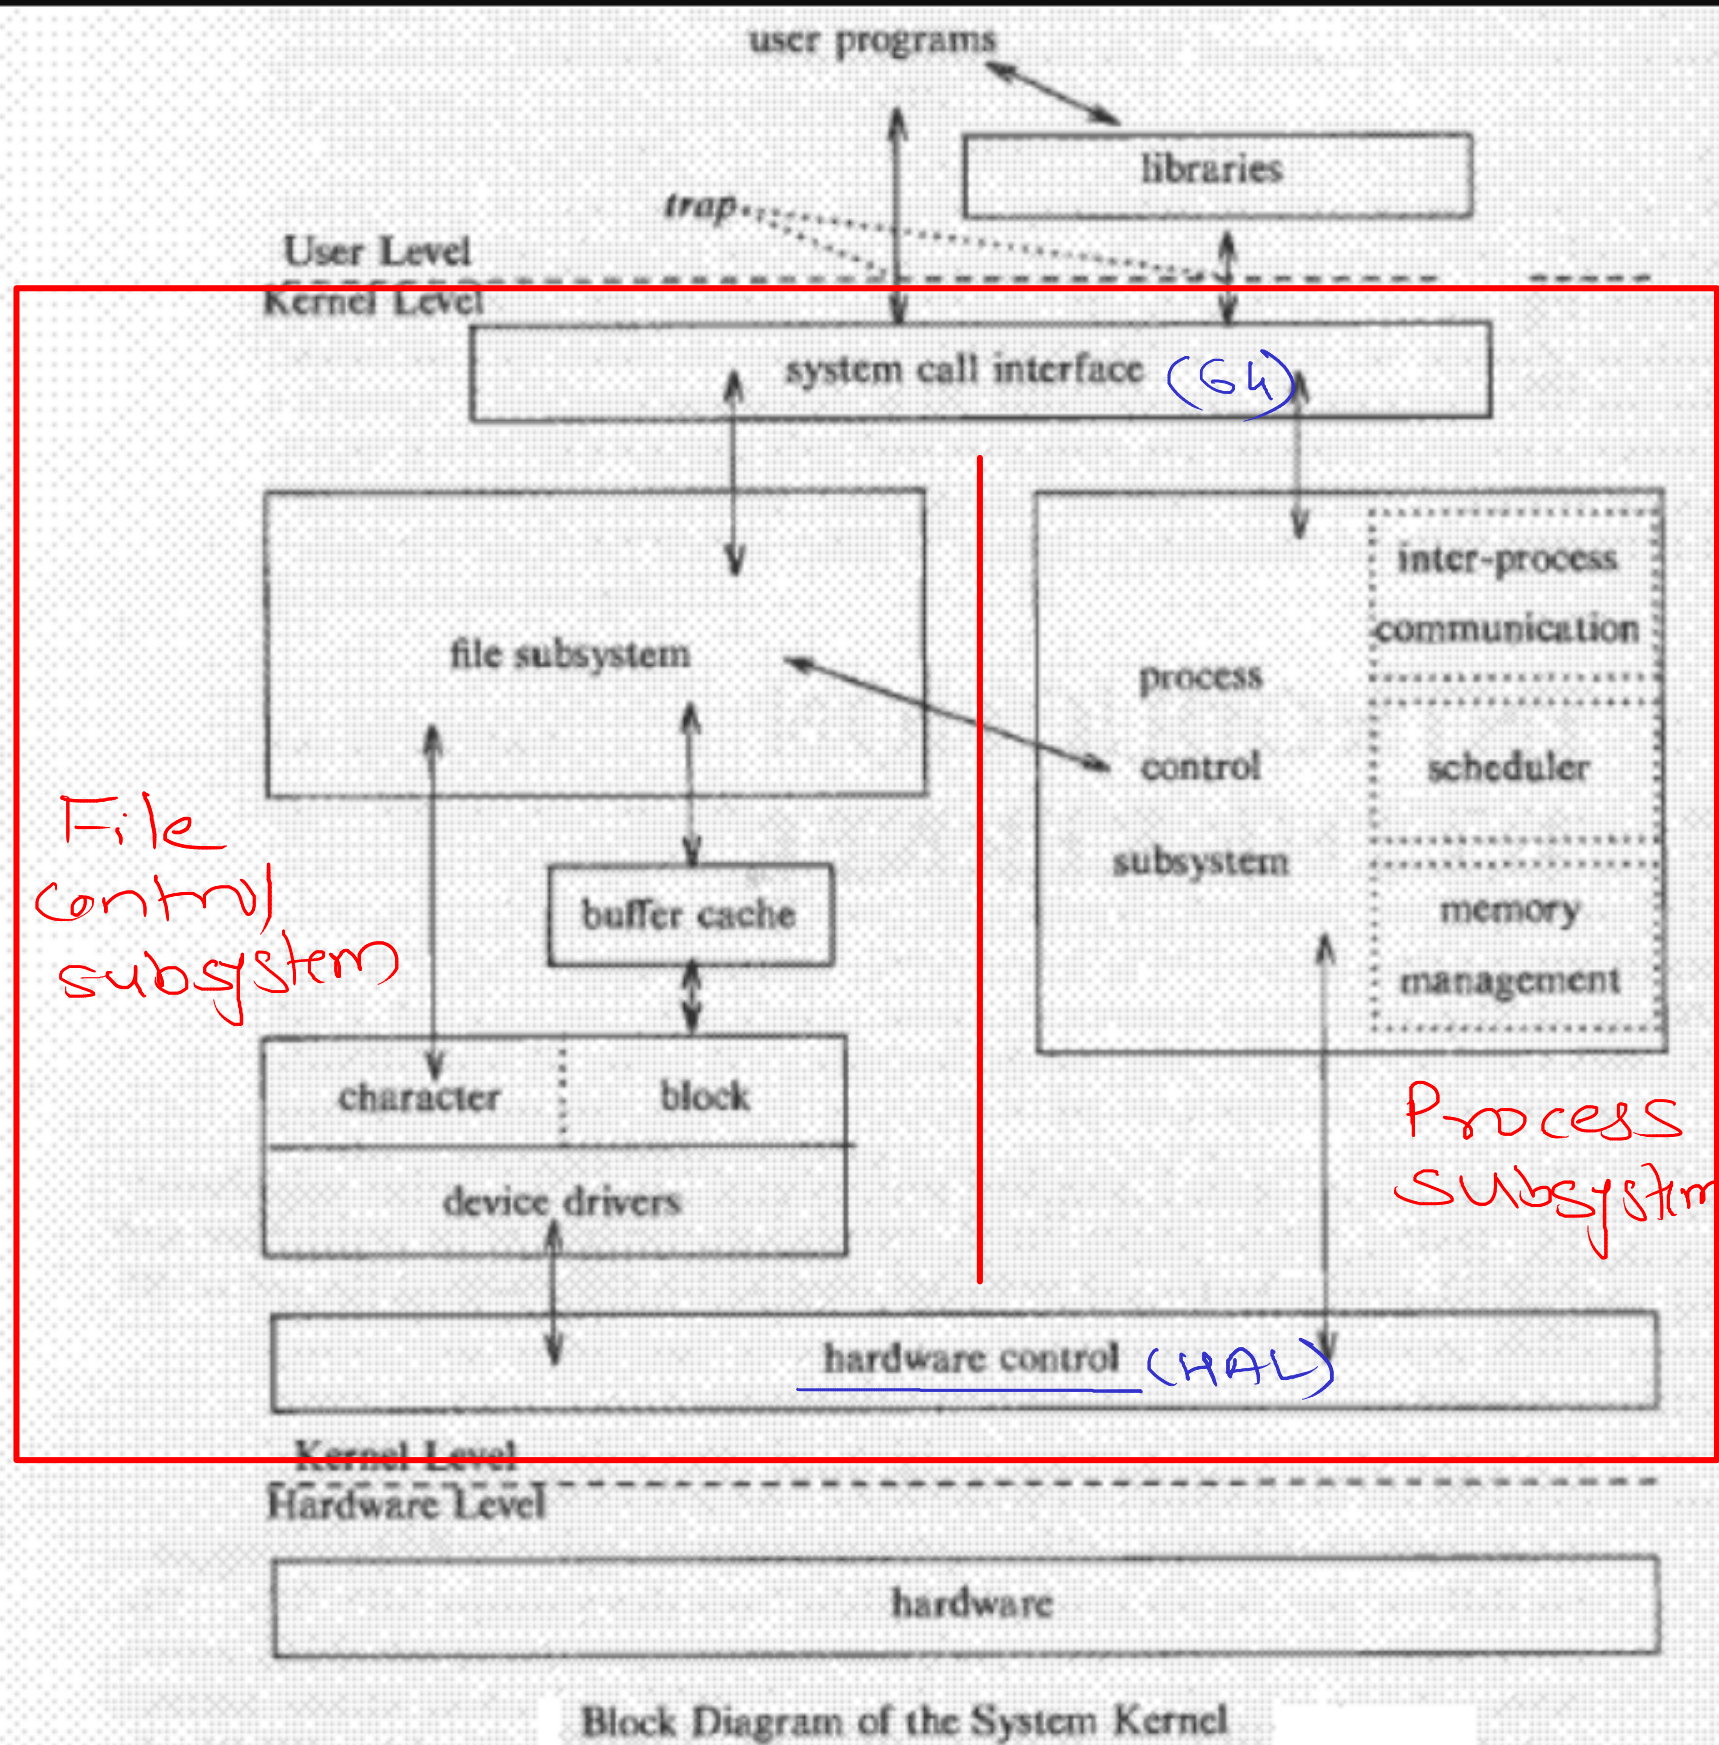 user programs
libraries
trap
User Level
Kernel Level
system call interface (64)
file subsystem
inter-process
communication
process
control
subsystem
scheduler
memory
management
File
control
subsystem
buffer cache
character
block
device drivers
Process
subsystem
hardware control (HAL)
Kernel Level
Hardware Level
hardware
Block Diagram of the System Kernel